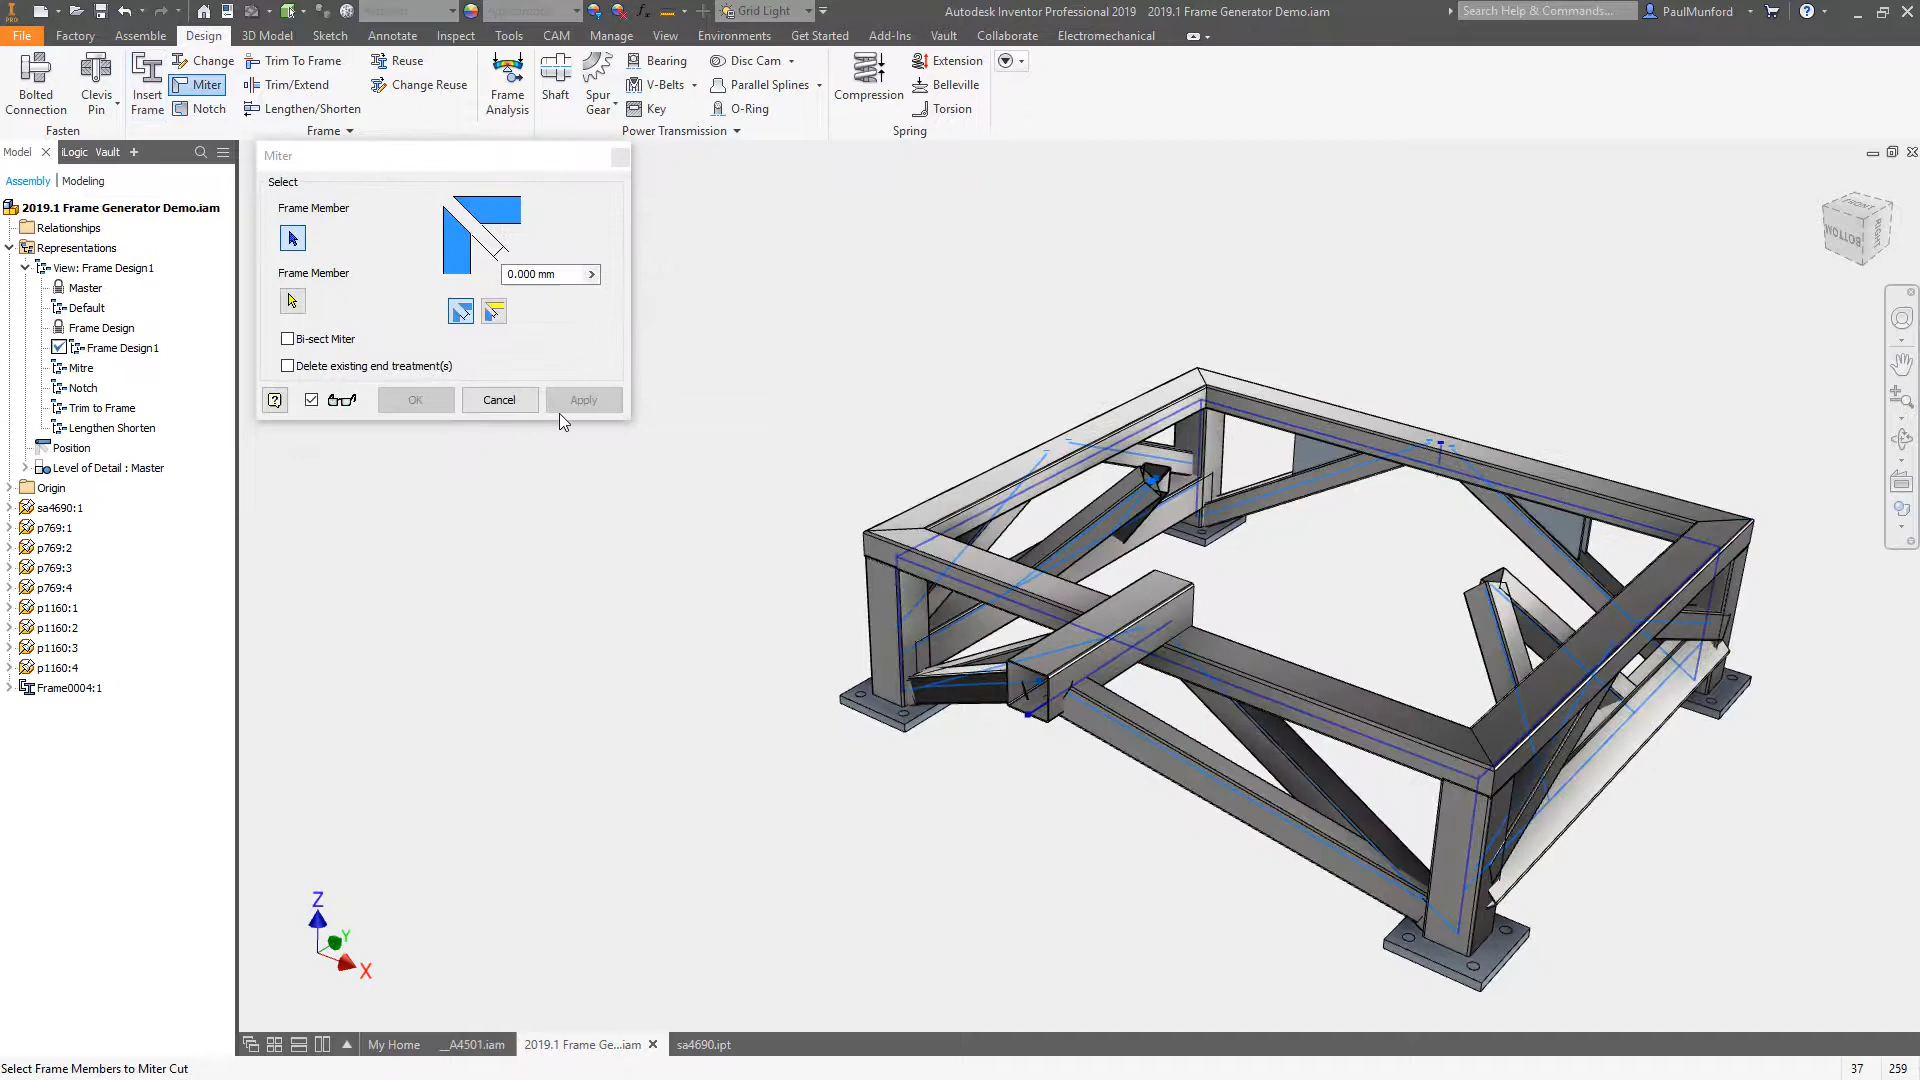 Grid Light
Autodesk Inventor Professional 2019 2019.1 Frame Generator Demo.iam
Search Help & Commands...
PaulMunford
PRO
File Factory Assemble Design 3D Model Sketch Annotate Inspect Tools CAM Manage View Environments Get Started Add-Ins Vault Collaborate Electromechanical
Bolted Connection
Clevis Pin
Insert Frame
Change
Miter
Notch
Trim To Frame
Trim/Extend
Lengthen/Shorten
Reuse
Change Reuse
Frame Analysis
Shaft
Spur Gear
Bearing
V-Belts
Key
Disc Cam
Parallel Splines
O-Ring
Compression
Extension
Belleville
Torsion
Fasten
Frame
Power Transmission
Spring
Model iLogic Vault
Assembly | Modeling
2019.1 Frame Generator Demo.iam
Relationships
Representations
View: Frame Design1
Master
Default
Frame Design
Frame Design1
Mitre
Notch
Trim to Frame
Lengthen Shorten
Position
Level of Detail : Master
Origin
sa4690:1
p769:1
p769:2
p769:3
p769:4
p1160:1
p1160:2
p1160:3
p1160:4
Frame0004:1
Miter
Select
Frame Member
Frame Member
0.000 mm
Bi-sect Miter
Delete existing end treatment(s)
OK Cancel Apply
FRONT
RIGHT
BOTTOM
Z
Y
X
My Home __A4501.iam 2019.1 Frame Ge...iam sa4690.ipt
Select Frame Members to Miter Cut
37 259